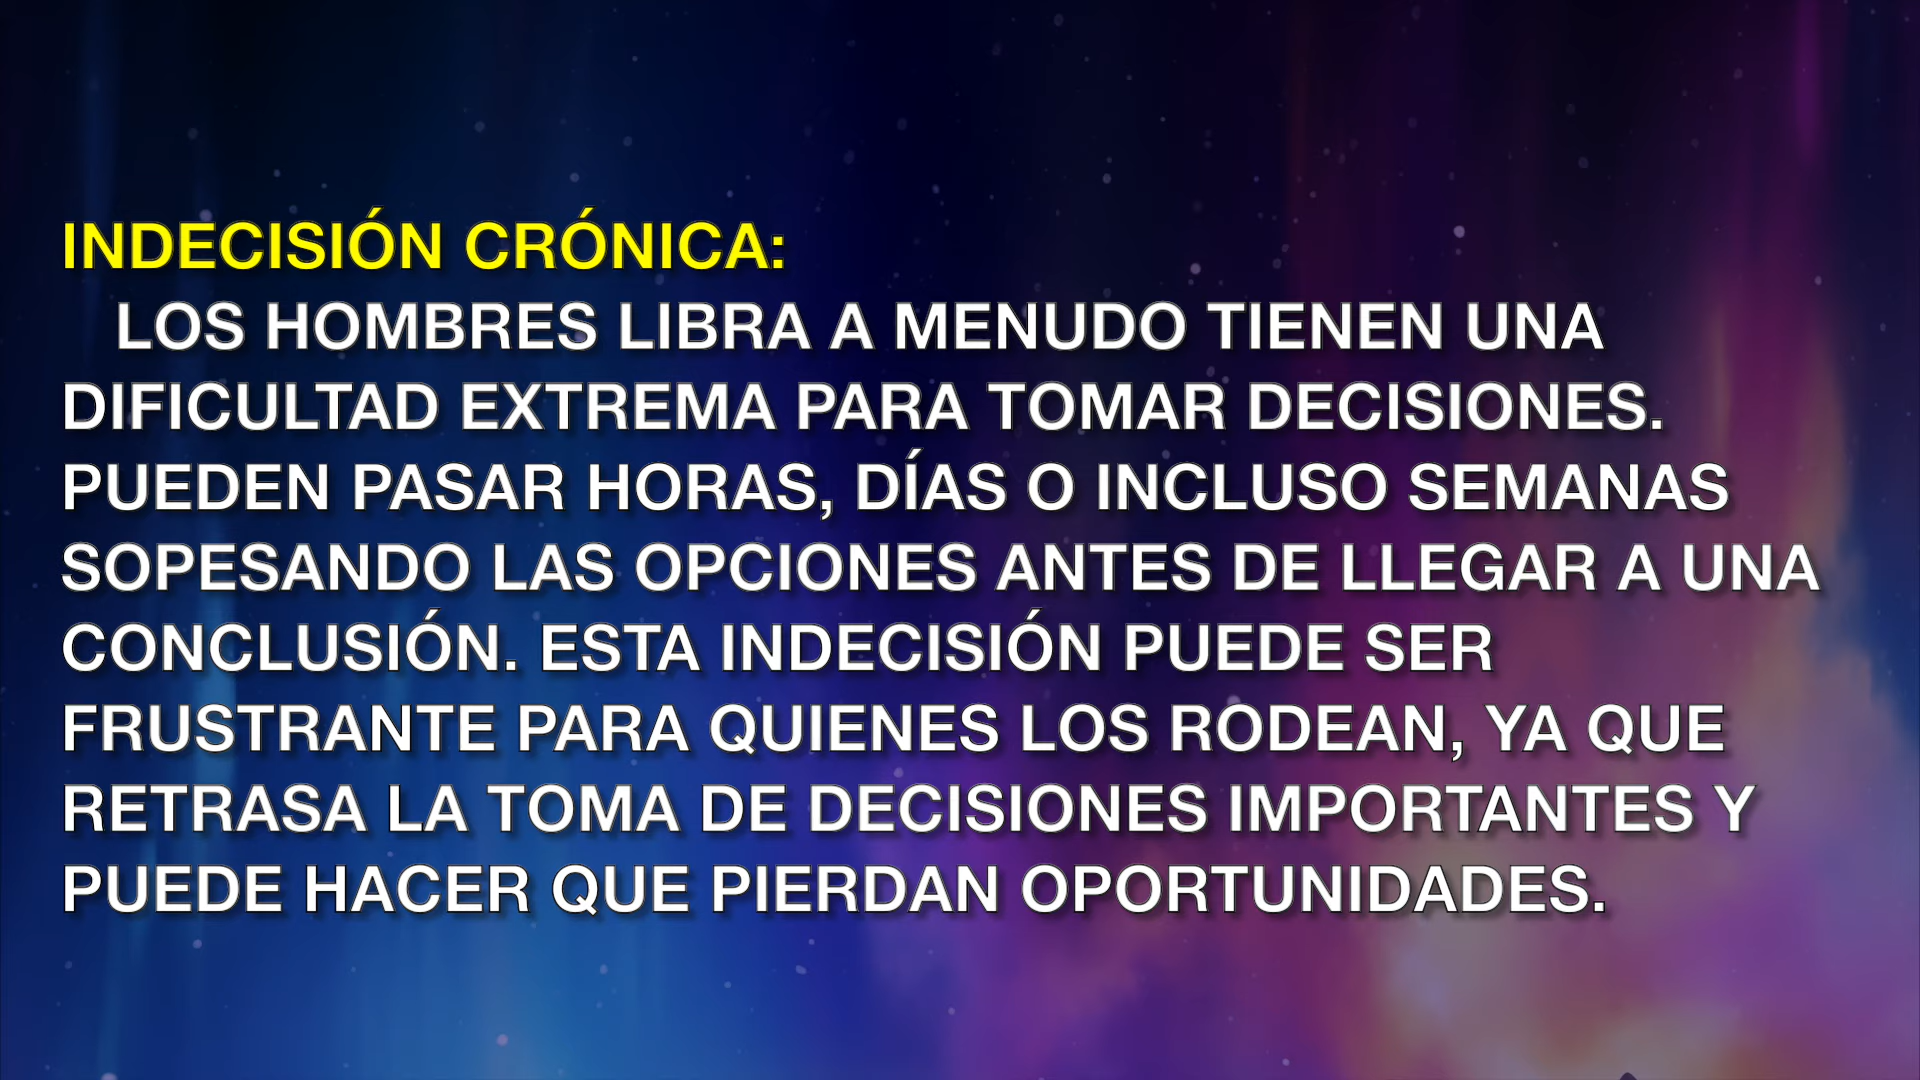 INDECISIÓN CRÓNICA:
LOS HOMBRES LIBRA A MENUDO TIENEN UNA
DIFICULTAD EXTREMA PARA TOMAR DECISIONES.
PUEDEN PASAR HORAS, DÍAS O INCLUSO SEMANAS
SOPESANDO LAS OPCIONES ANTES DE LLEGAR A UNA
CONCLUSIÓN. ESTA INDECISIÓN PUEDE SER
FRUSTRANTE PARA QUIENES LOS RODEAN, YA QUE
RETRASA LA TOMA DE DECISIONES IMPORTANTES Y
PUEDE HACER QUE PIERDAN OPORTUNIDADES.